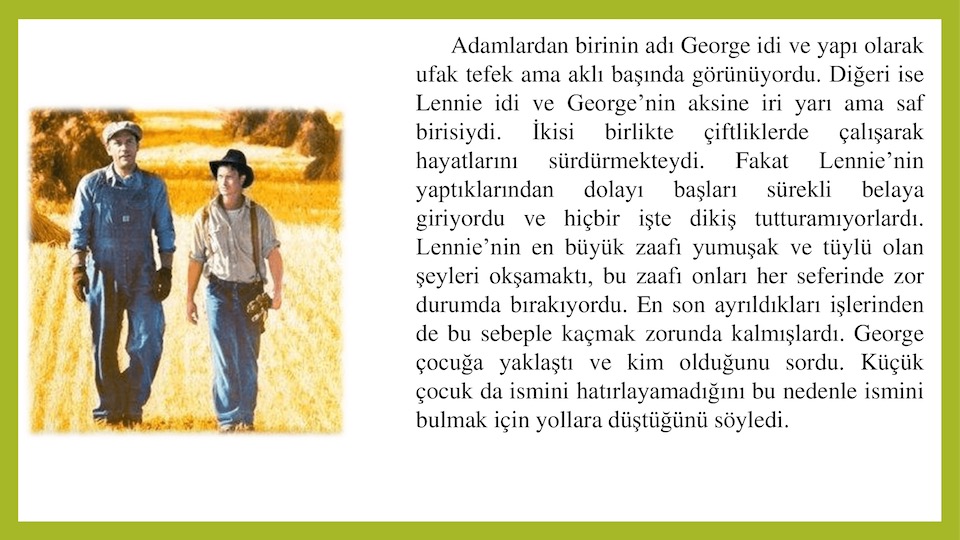 Adamlardan birinin adı George idi ve yapı olarak
ufak tefek ama aklı başında görünüyordu. Diğeri ise
Lennie idi ve George’nin aksine iri yarı ama saf
birisiydi. İkisi birlikte çiftliklerde çalışarak
hayatlarını sürdürmekteydi. Fakat Lennie’nin
yaptıklarından dolayı başları sürekli belaya
giriyordu ve hiçbir işte dikiş tutturamıyorlardı.
Lennie’nin en büyük zaafı yumuşak ve tüylü olan
şeyleri okşamaktı, bu zaafı onları her seferinde zor
durumda bırakıyordu. En son ayrıldıkları işlerinden
de bu sebeple kaçmak zorunda kalmışlardı. George
çocuğa yaklaştı ve kim olduğunu sordu. Küçük
çocuk da ismini hatırlayamadığını bu nedenle ismini
bulmak için yollara düştüğünü söyledi.